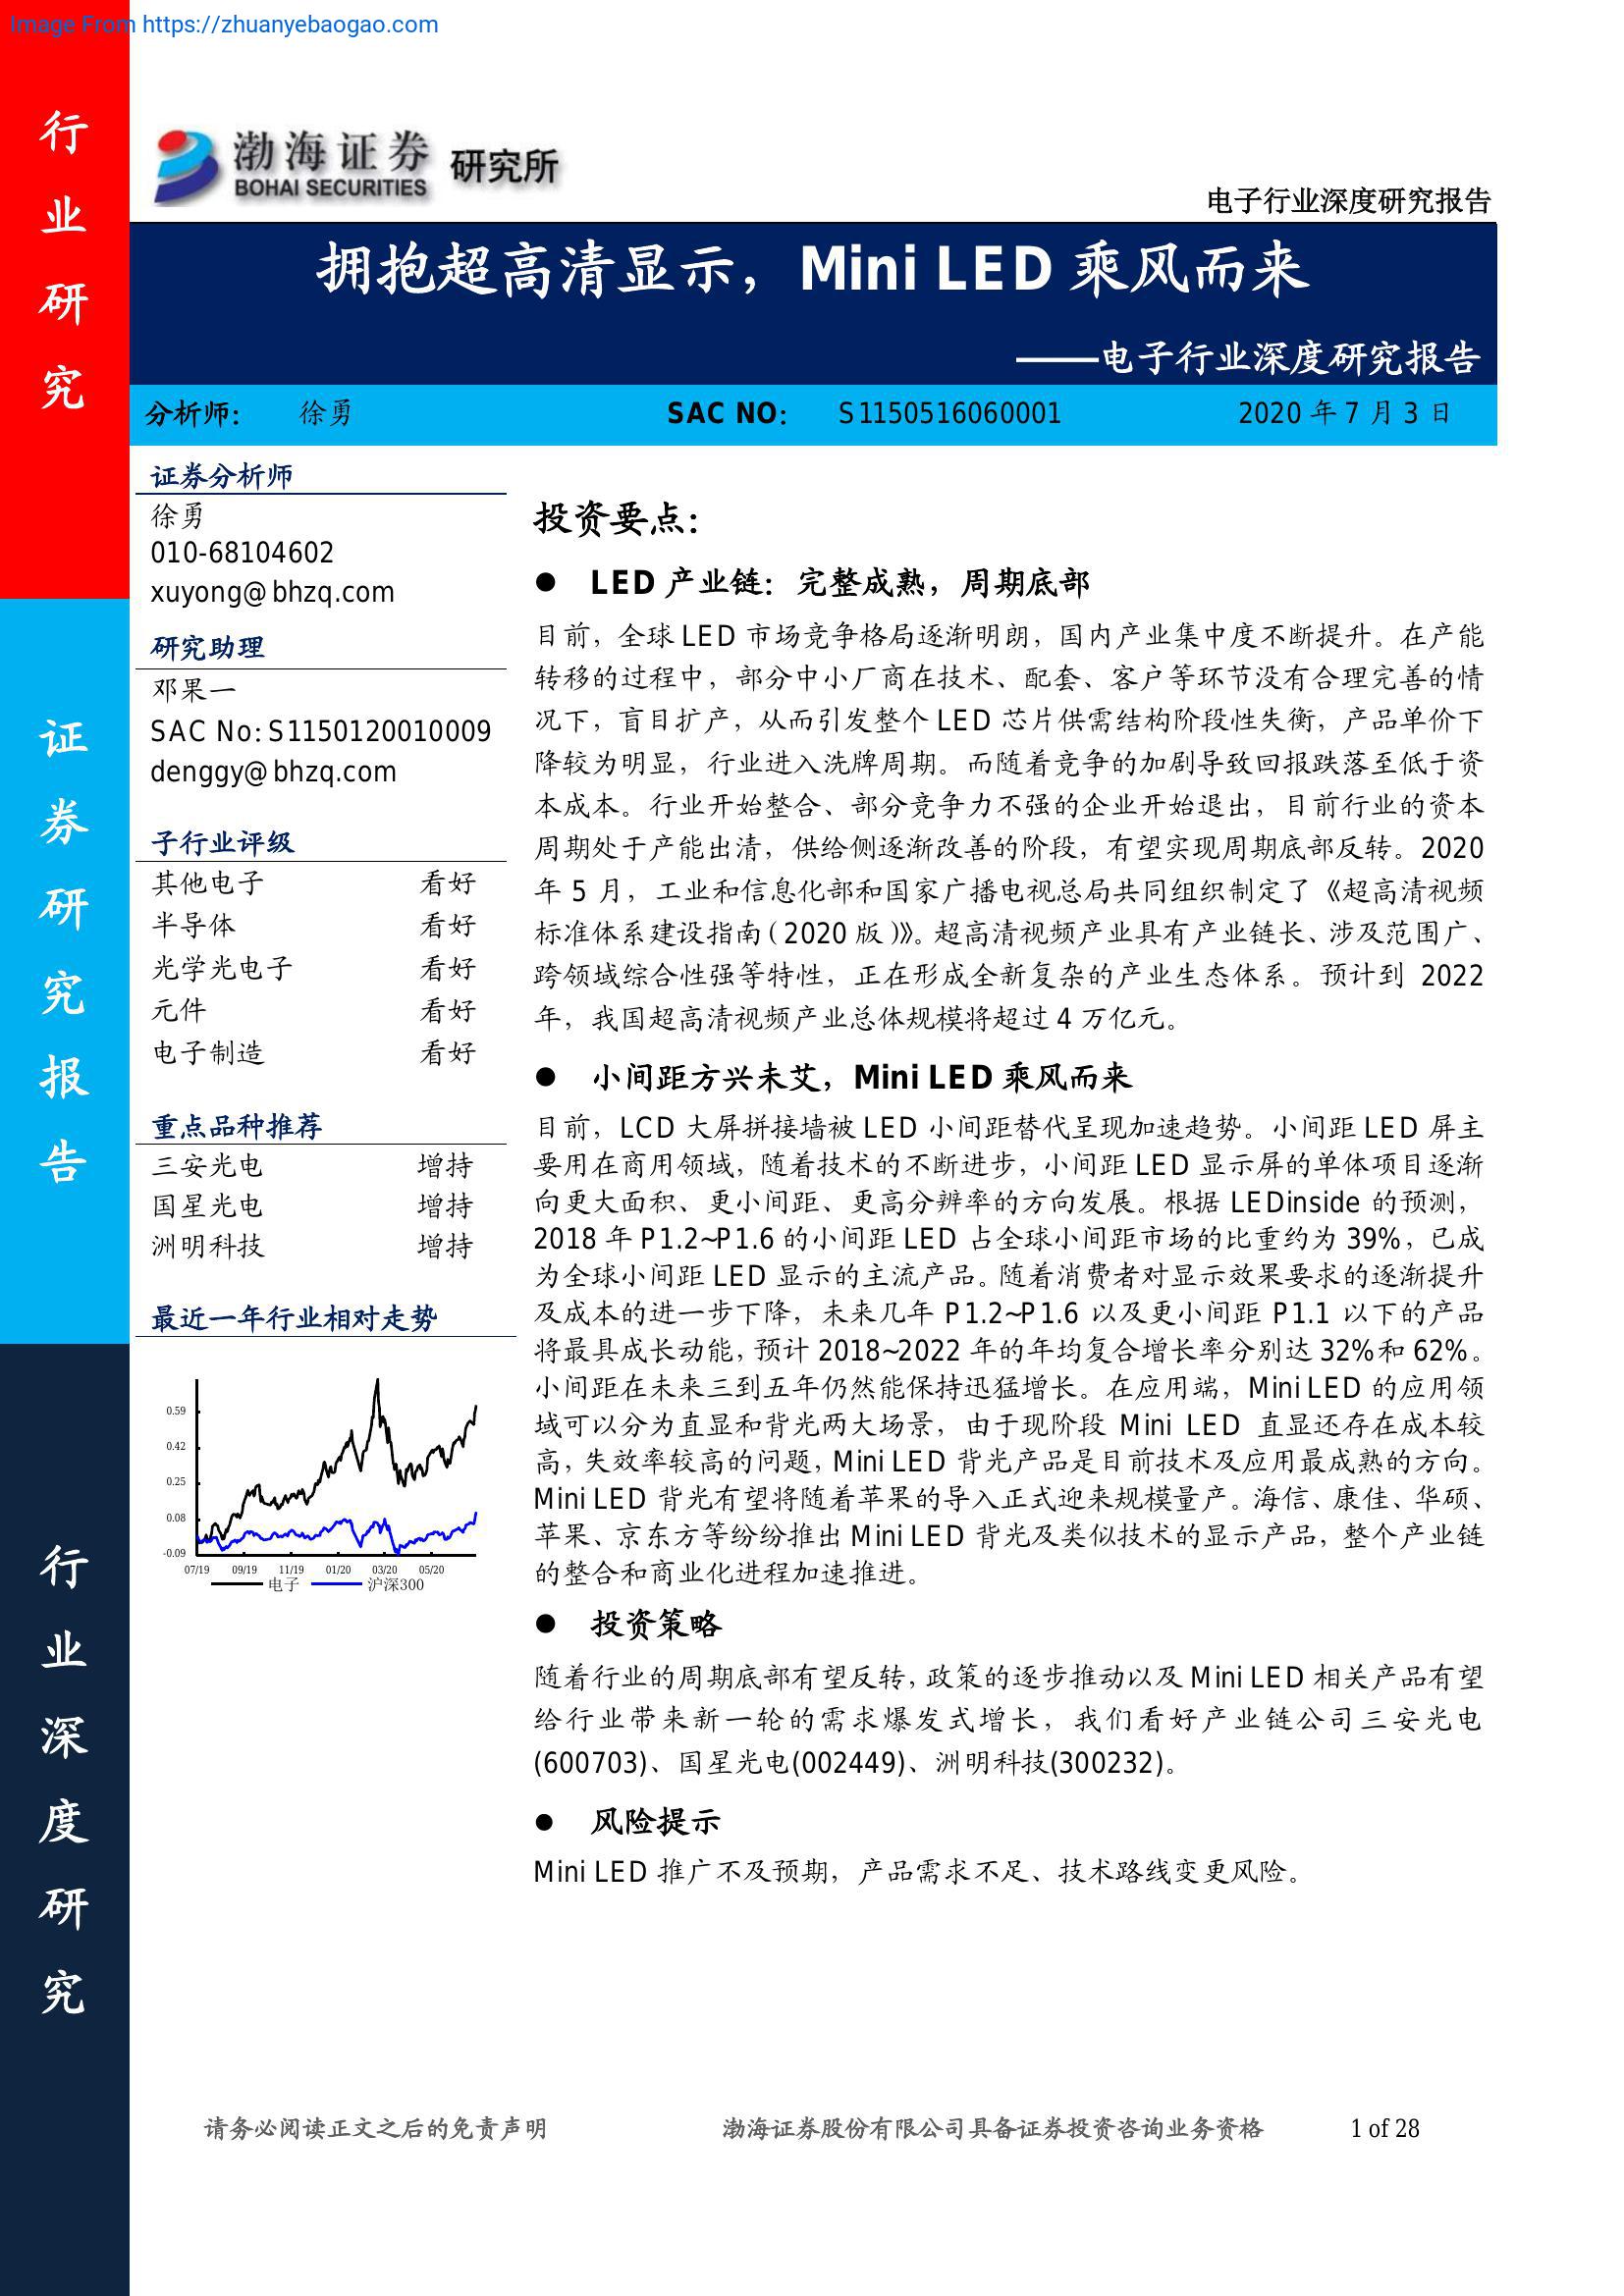 Image From https://zhuanyebaogao.com
行业研究
证券研究报告
行业深度研究
渤海证券 研究所
BOHAI SECURITIES
电子行业深度研究报告
拥抱超高清显示，Mini LED 乘风而来
——电子行业深度研究报告
分析师： 徐勇 SAC NO： S1150516060001 2020 年 7 月 3 日
证券分析师
徐勇
010-68104602
xuyong@bhzq.com
研究助理
邓果一
SAC No:S1150120010009
denggy@bhzq.com
子行业评级
其他电子 看好
半导体 看好
光学光电子 看好
元件 看好
电子制造 看好
重点品种推荐
三安光电 增持
国星光电 增持
洲明科技 增持
最近一年行业相对走势
0.59
0.42
0.25
0.08
-0.09
07/19 09/19 11/19 01/20 03/20 05/20
电子 沪深300
投资要点：
● LED 产业链：完整成熟，周期底部
目前，全球 LED 市场竞争格局逐渐明朗，国内产业集中度不断提升。在产能
转移的过程中，部分中小厂商在技术、配套、客户等环节没有合理完善的情
况下，盲目扩产，从而引发整个 LED 芯片供需结构阶段性失衡，产品单价下
降较为明显，行业进入洗牌周期。而随着竞争的加剧导致回报跌落至低于资
本成本。行业开始整合、部分竞争力不强的企业开始退出，目前行业的资本
周期处于产能出清，供给侧逐渐改善的阶段，有望实现周期底部反转。2020
年 5 月，工业和信息化部和国家广播电视总局共同组织制定了《超高清视频
标准体系建设指南（2020 版）》。超高清视频产业具有产业链长、涉及范围广、
跨领域综合性强等特性，正在形成全新复杂的产业生态体系。预计到 2022
年，我国超高清视频产业总体规模将超过 4 万亿元。
● 小间距方兴未艾，Mini LED 乘风而来
目前，LCD 大屏拼接墙被 LED 小间距替代呈现加速趋势。小间距 LED 屏主
要用在商用领域，随着技术的不断进步，小间距 LED 显示屏的单体项目逐渐
向更大面积、更小间距、更高分辨率的方向发展。根据 LEDinside 的预测，
2018 年 P1.2~P1.6 的小间距 LED 占全球小间距市场的比重约为 39%，已成
为全球小间距 LED 显示的主流产品。随着消费者对显示效果要求的逐渐提升
及成本的进一步下降，未来几年 P1.2~P1.6 以及更小间距 P1.1 以下的产品
将最具成长动能，预计 2018~2022 年的年均复合增长率分别达 32%和 62%。
小间距在未来三到五年仍然能保持迅猛增长。在应用端，Mini LED 的应用领
域可以分为直显和背光两大场景，由于现阶段 Mini LED 直显还存在成本较
高，失效率较高的问题，Mini LED 背光产品是目前技术及应用最成熟的方向。
Mini LED 背光有望将随着苹果的导入正式迎来规模量产。海信、康佳、华硕、
苹果、京东方等纷纷推出 Mini LED 背光及类似技术的显示产品，整个产业链
的整合和商业化进程加速推进。
● 投资策略
随着行业的周期底部有望反转，政策的逐步推动以及 Mini LED 相关产品有望
给行业带来新一轮的需求爆发式增长，我们看好产业链公司三安光电
(600703)、国星光电(002449)、洲明科技(300232)。
● 风险提示
Mini LED 推广不及预期，产品需求不足、技术路线变更风险。
请务必阅读正文之后的免责声明 渤海证券股份有限公司具备证券投资咨询业务资格 1 of 28